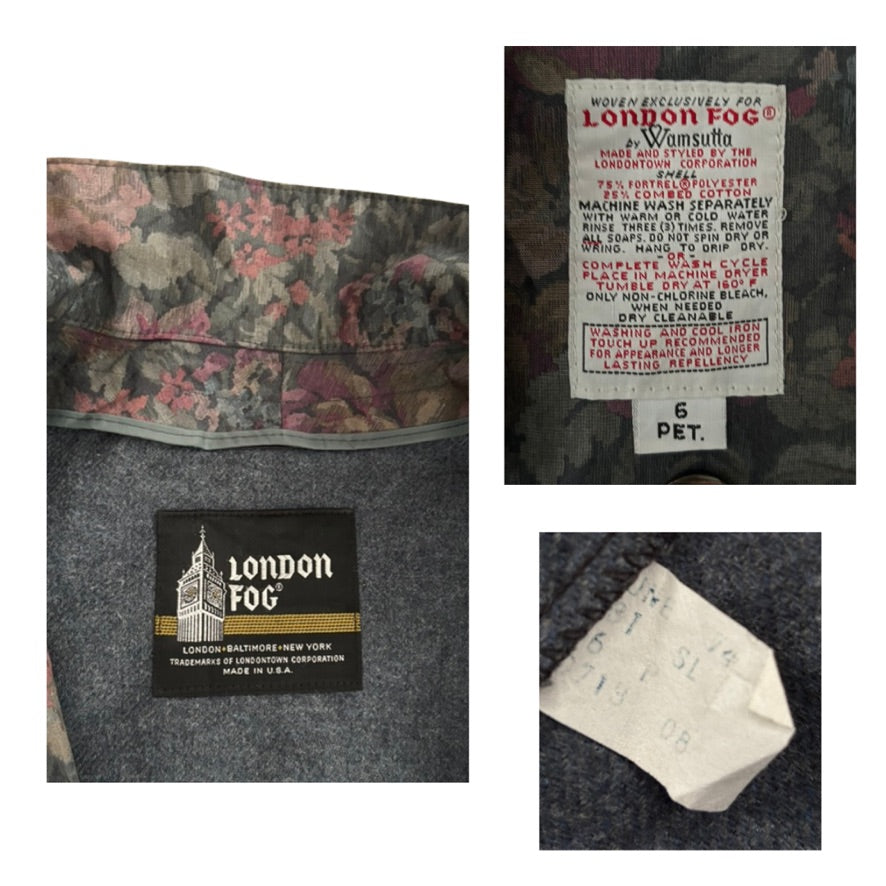 LONDON
FOG®
LONDON•BALTIMORE•NEW YORK
TRADEMARKS OF LONDONTOWN CORPORATION
MADE IN U.S.A.
WOVEN EXCLUSIVELY FOR
LONDON FOG®
by Wamsutta
MADE AND STYLED BY THE
LONDONTOWN CORPORATION
SHELL
75% FORTREL® POLYESTER
25% COMBED COTTON
MACHINE WASH SEPARATELY
WITH WARM OR COLD WATER
RINSE THREE (3) TIMES. REMOVE
ALL SOAPS. DO NOT SPIN DRY OR
WRING. HANG TO DRIP DRY.
-OR-
COMPLETE WASH CYCLE
PLACE IN MACHINE DRYER
TUMBLE DRY AT 160° F
ONLY NON-CHLORINE BLEACH,
WHEN NEEDED
DRY CLEANABLE
WASHING AND COOL IRON
TOUCH UP RECOMMENDED
FOR APPEARANCE AND LONGER
LASTING REPELLENCY
6
PET.
6 P SL
08